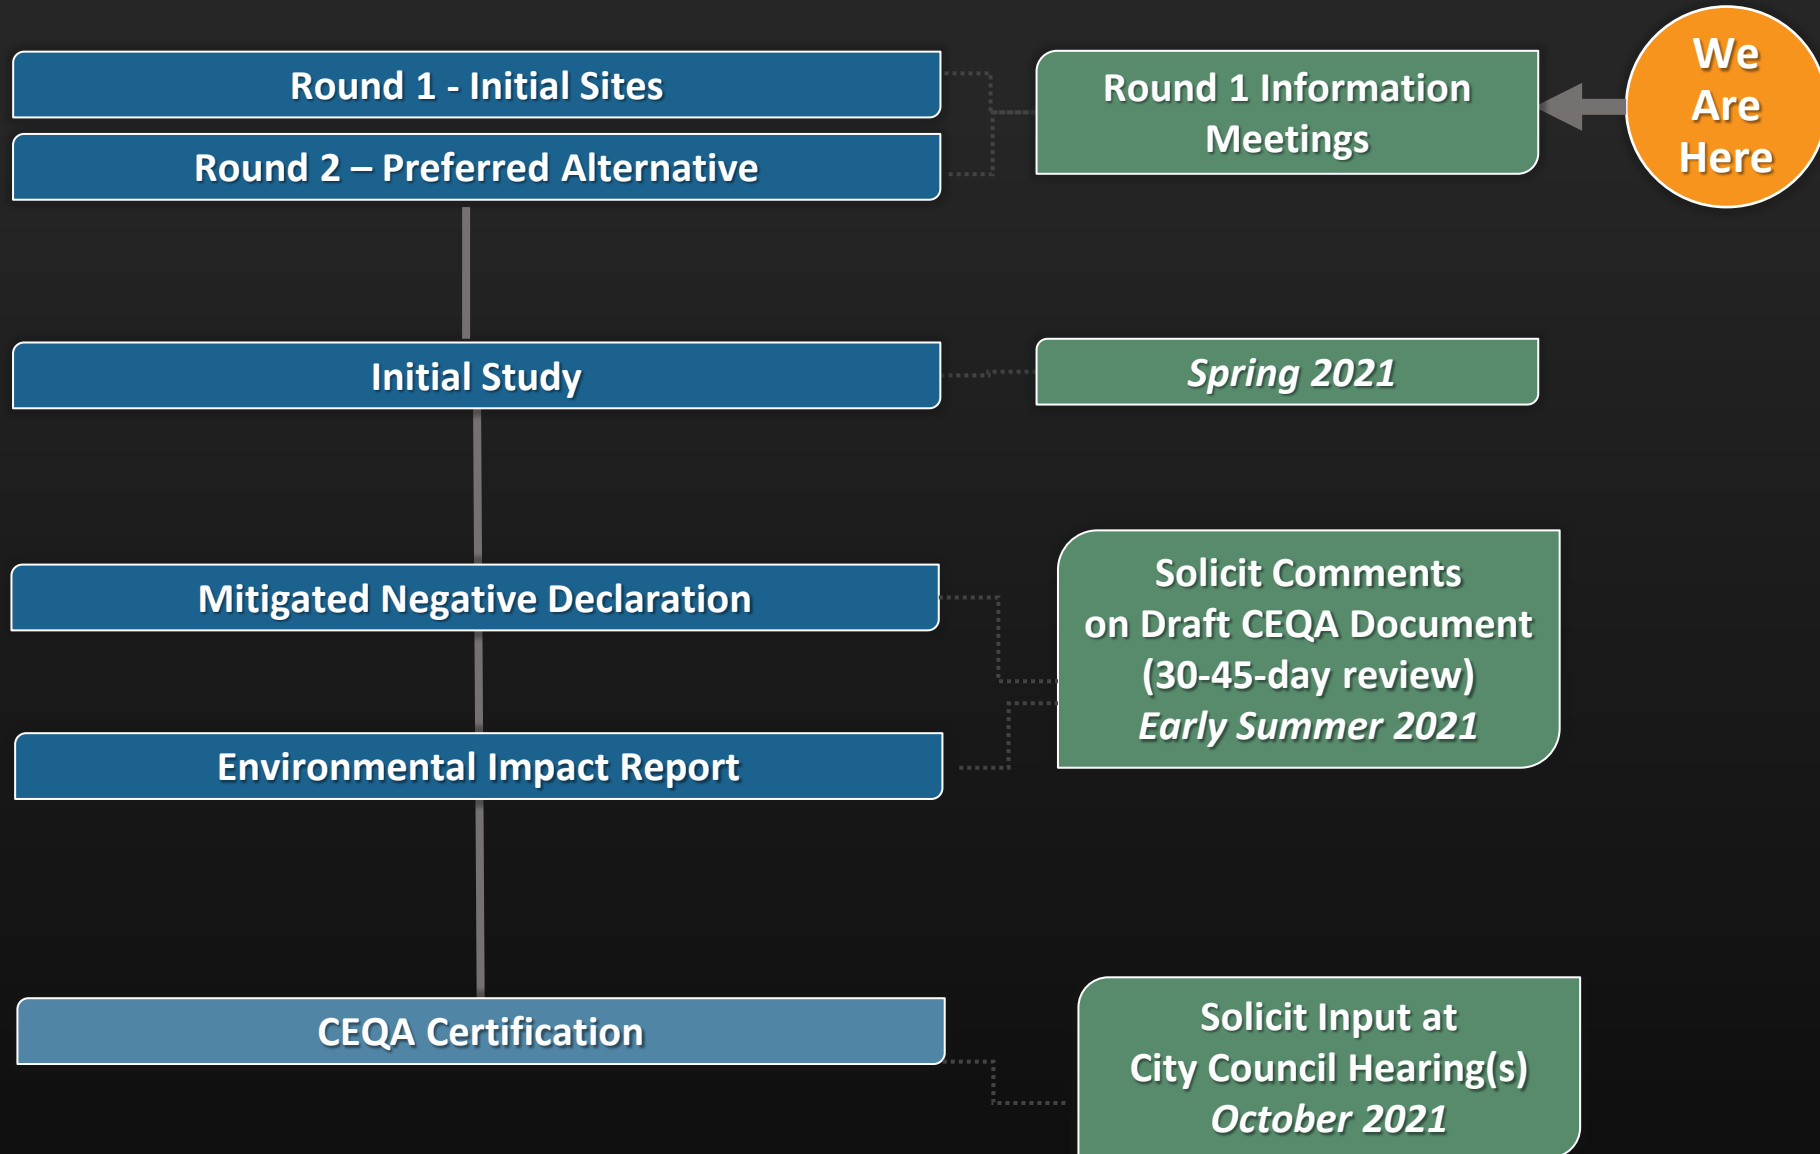 Round 1 - Initial Sites
Round 2 – Preferred Alternative
Round 1 Information
Meetings
We
Are
Here
Initial Study
Spring 2021
Mitigated Negative Declaration
Environmental Impact Report
Solicit Comments
on Draft CEQA Document
(30-45-day review)
Early Summer 2021
CEQA Certification
Solicit Input at
City Council Hearing(s)
October 2021